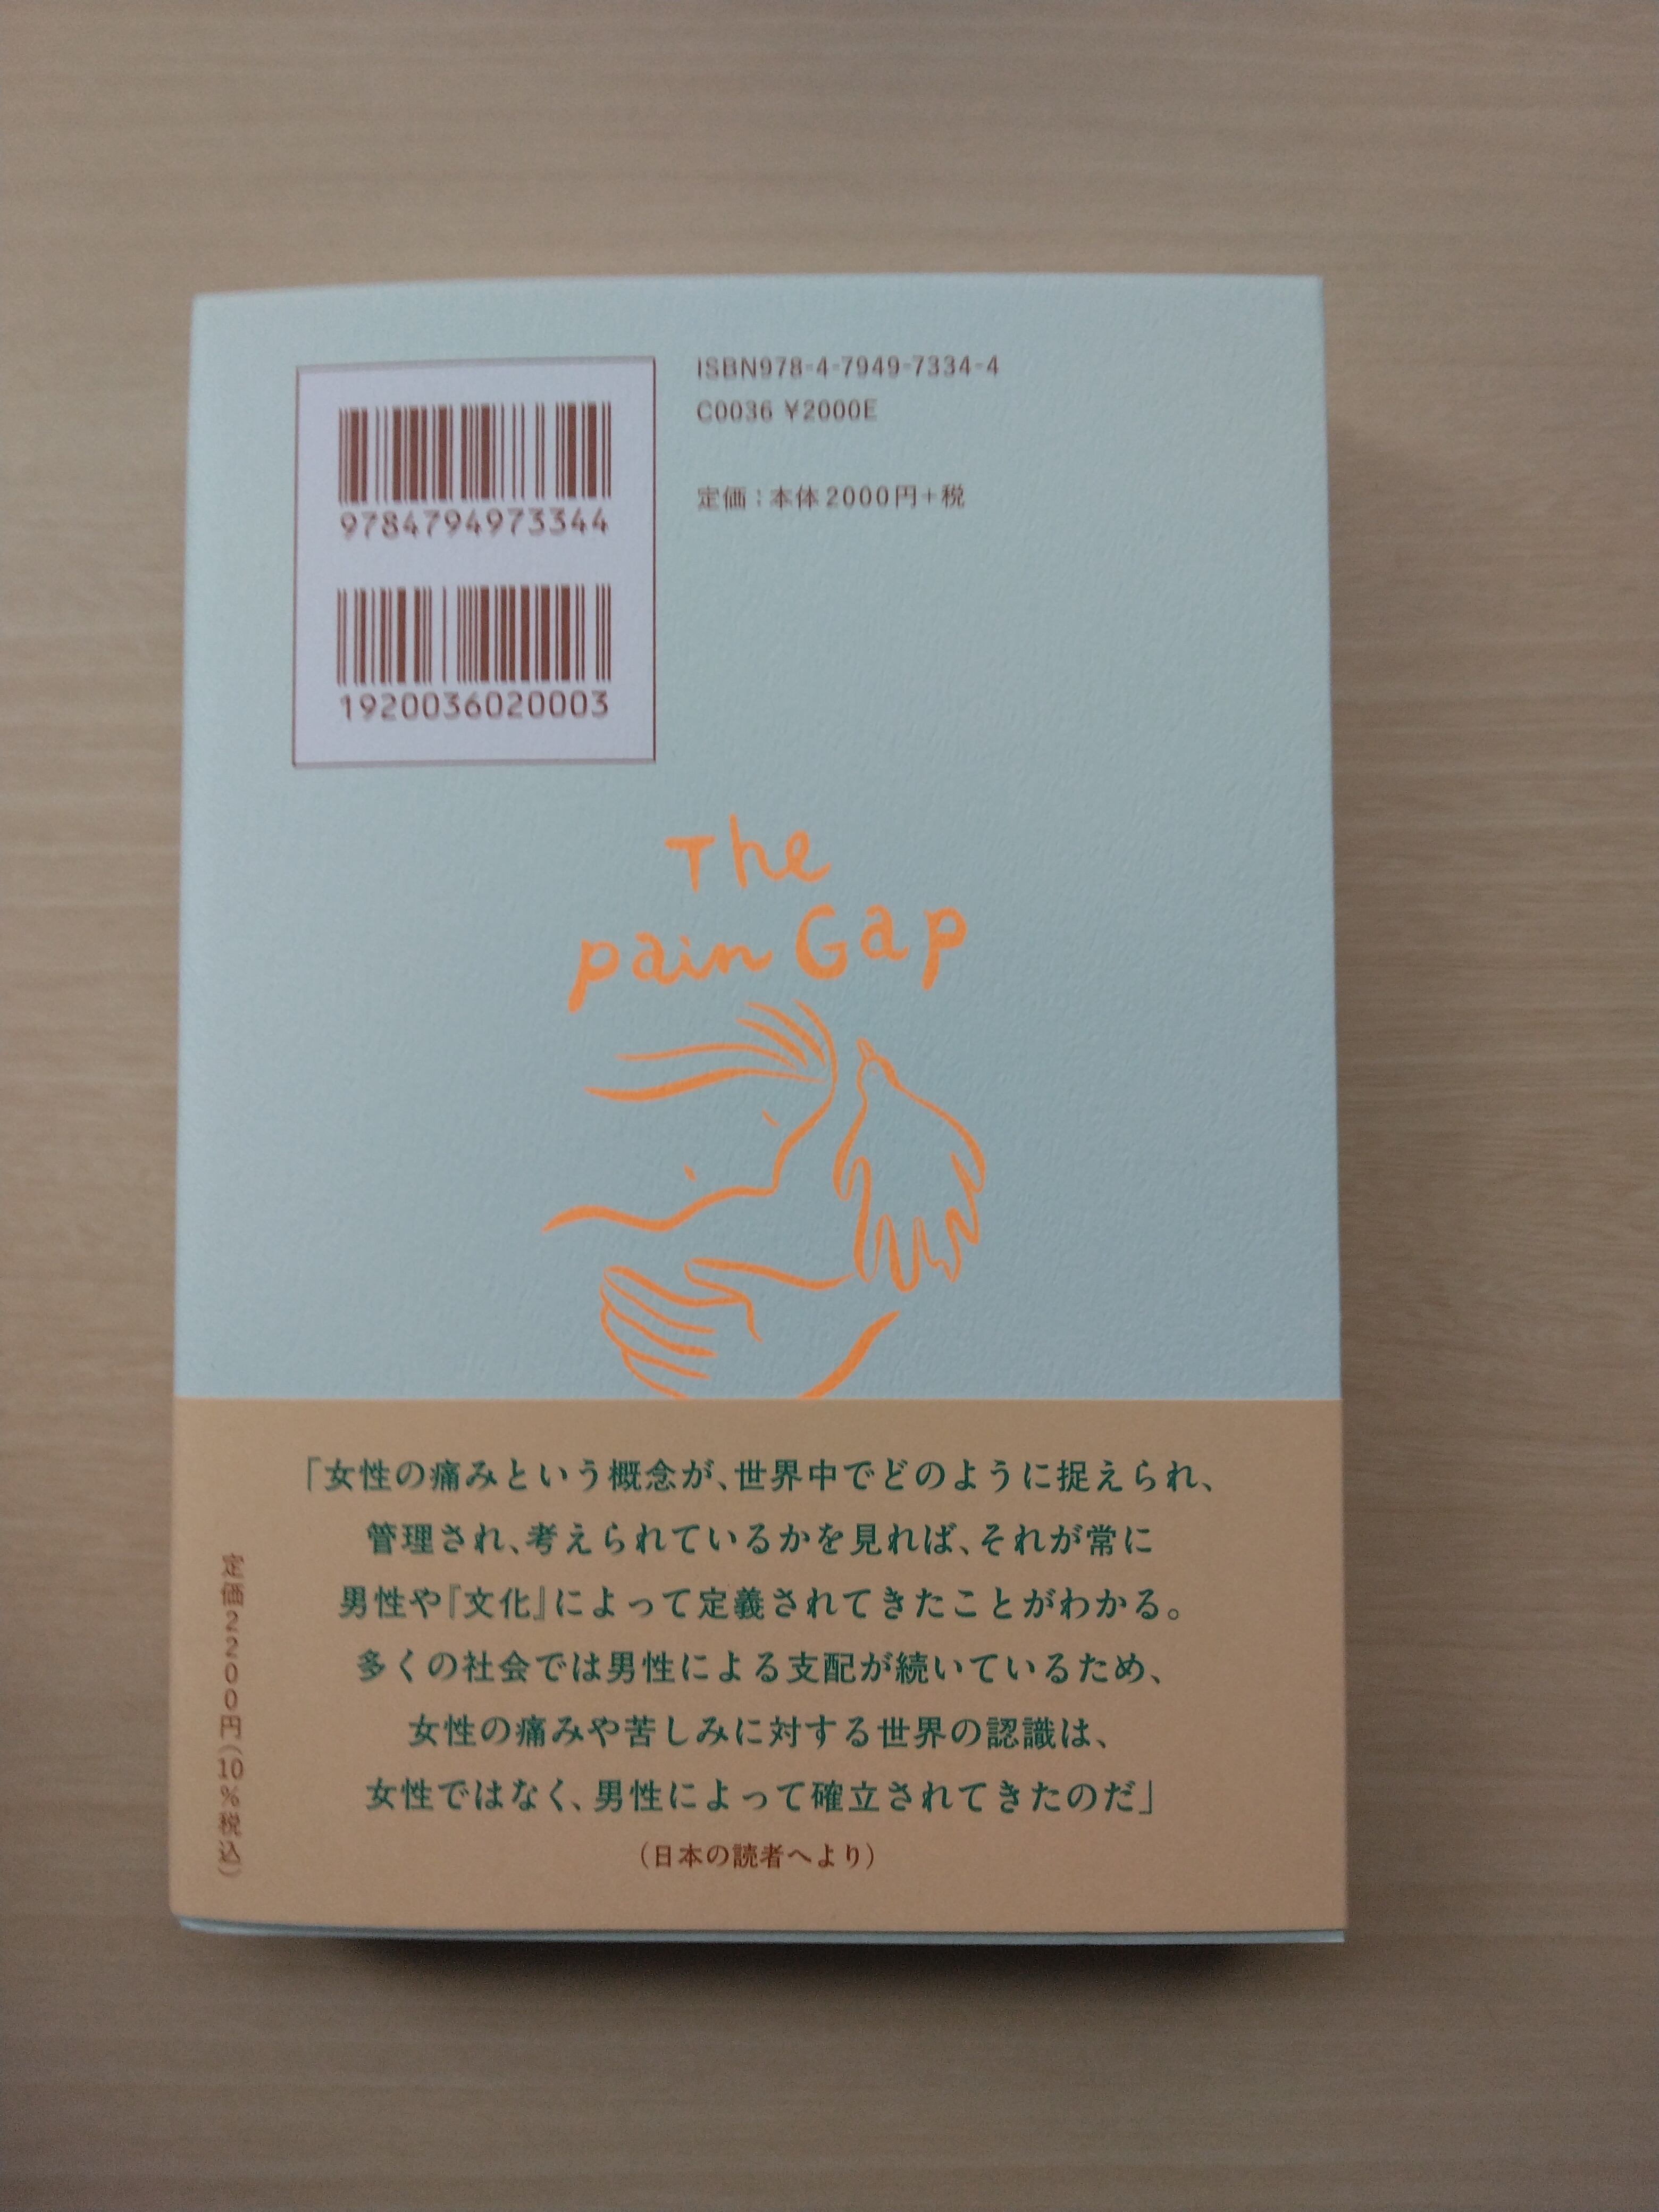 ISBN978-4-7949-7334-4
C0036 ¥2000E
定価：本体2000円+税
9784794973344
1920036020003
The
pain Gap
「女性の痛みという概念が、世界中でどのように捉えられ、
管理され、考えられているかを見れば、それが常に
男性や『文化』によって定義されてきたことがわかる。
多くの社会では男性による支配が続いているため、
女性の痛みや苦しみに対する世界の認識は、
女性ではなく、男性によって確立されてきたのだ」
（日本の読者へより）
定価2200円（10％税込）